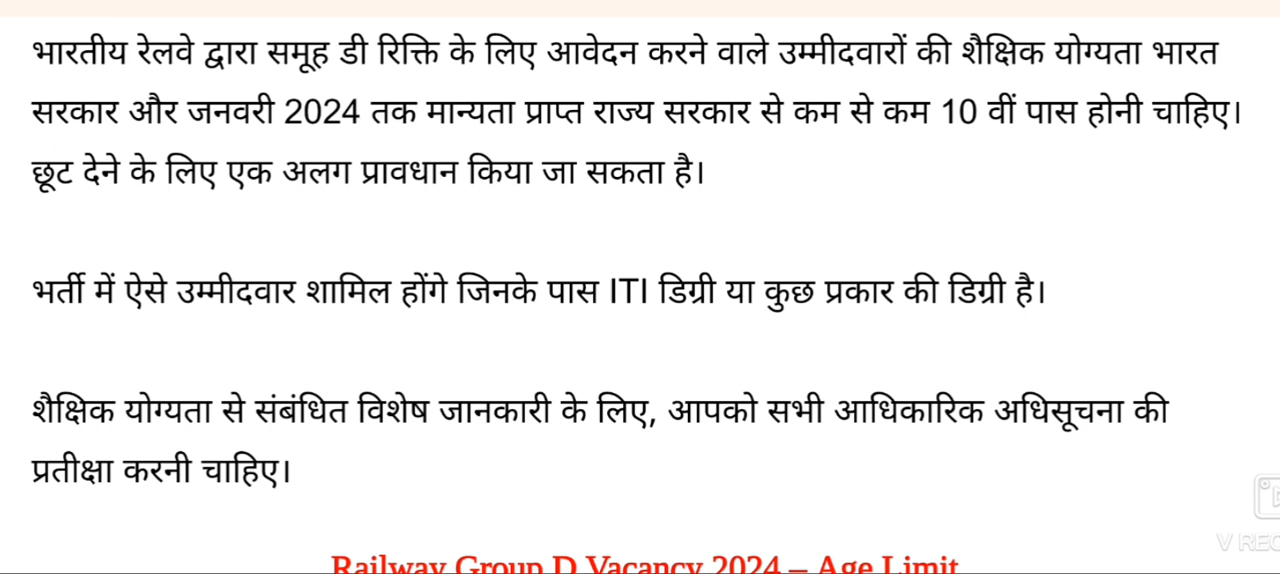 भारतीय रेलवे द्वारा समूह डी रिक्ति के लिए आवेदन करने वाले उम्मीदवारों की शैक्षिक योग्यता भारत
सरकार और जनवरी 2024 तक मान्यता प्राप्त राज्य सरकार से कम से कम 10 वीं पास होनी चाहिए।
छूट देने के लिए एक अलग प्रावधान किया जा सकता है।
भर्ती में ऐसे उम्मीदवार शामिल होंगे जिनके पास ITI डिग्री या कुछ प्रकार की डिग्री है।
शैक्षिक योग्यता से संबंधित विशेष जानकारी के लिए, आपको सभी आधिकारिक अधिसूचना की
प्रतीक्षा करनी चाहिए।
V REC
Railway Group D Vacancy 2024 – Age Limit